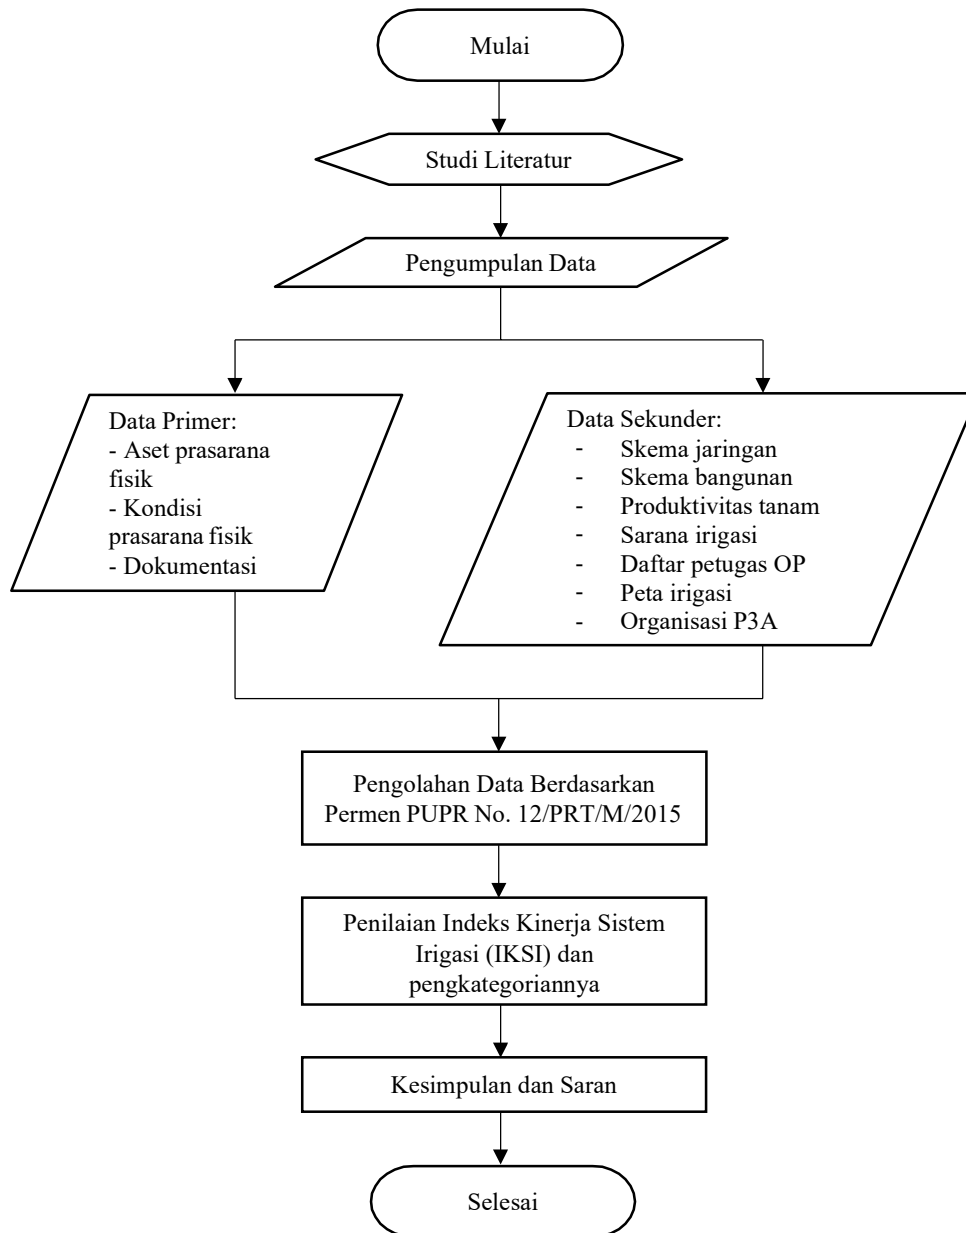 Mulai
Studi Literatur
Pengumpulan Data
Data Primer:
- Aset prasarana
fisik
- Kondisi
prasarana fisik
- Dokumentasi
Data Sekunder:
- Skema jaringan
- Skema bangunan
- Produktivitas tanam
- Sarana irigasi
- Daftar petugas OP
- Peta irigasi
- Organisasi P3A
Pengolahan Data Berdasarkan
Permen PUPR No. 12/PRT/M/2015
Penilaian Indeks Kinerja Sistem
Irigasi (IKSI) dan
pengkategoriannya
Kesimpulan dan Saran
Selesai